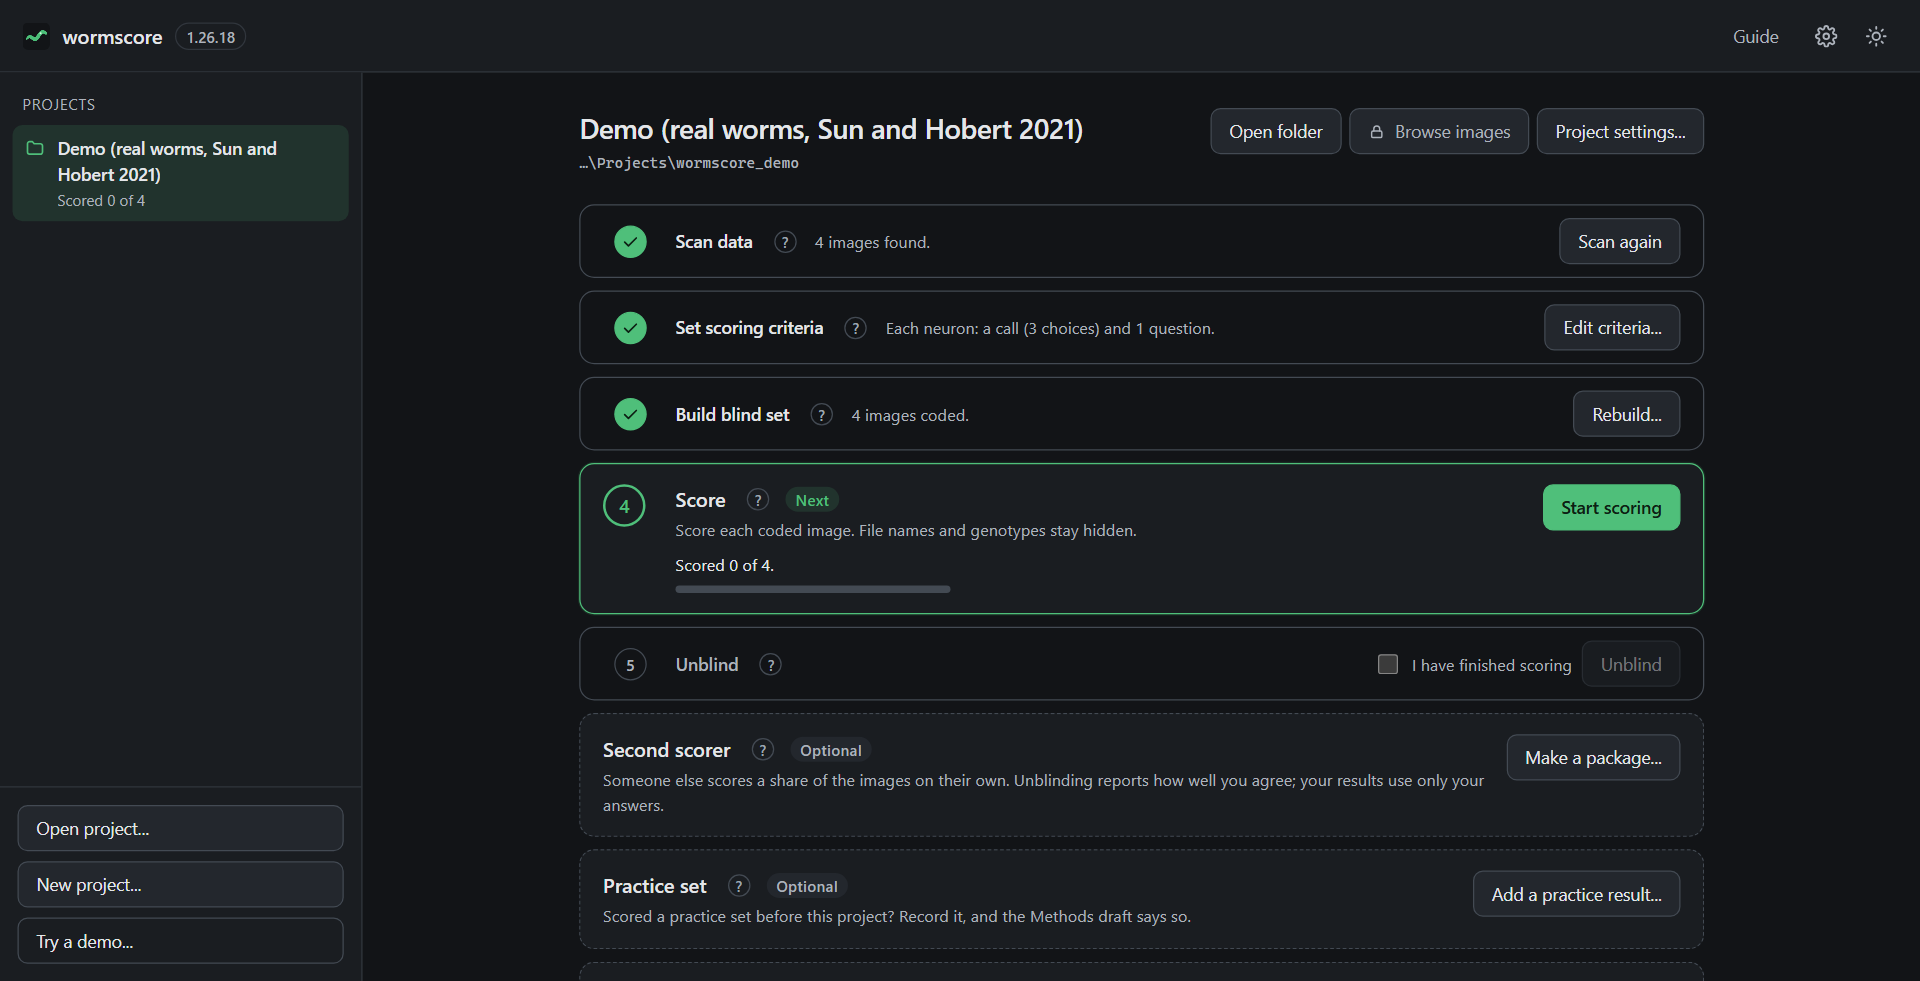 wormscore 1.26.18
Guide
PROJECTS
Demo (real worms, Sun and
Hobert 2021)
Scored 0 of 4
Open project...
New project...
Try a demo...
Demo (real worms, Sun and Hobert 2021)
…\Projects\wormscore_demo
Open folder
Browse images
Project settings...
Scan data ? 4 images found.
Scan again
Set scoring criteria ? Each neuron: a call (3 choices) and 1 question.
Edit criteria...
Build blind set ? 4 images coded.
Rebuild...
4 Score ? Next
Score each coded image. File names and genotypes stay hidden.
Scored 0 of 4.
Start scoring
5 Unblind ?
I have finished scoring
Unblind
Second scorer ? Optional
Someone else scores a share of the images on their own. Unblinding reports how well you agree; your results use only your
answers.
Make a package...
Practice set ? Optional
Scored a practice set before this project? Record it, and the Methods draft says so.
Add a practice result...